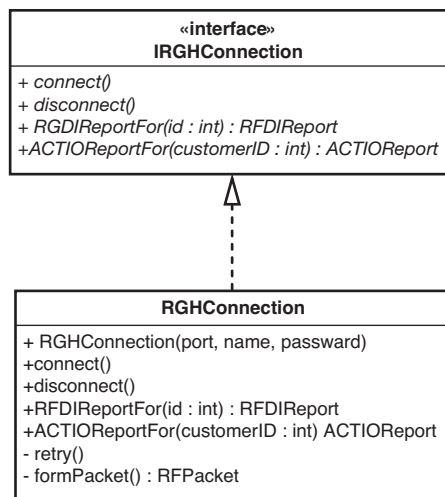 «interface»
IRGHConnection
+ connect()
+ disconnect()
+ RGDIReportFor(id : int) : RFDIReport
+ACTIOReportFor(customerID : int) : ACTIOReport
RGHConnection
+ RGHConnection(port, name, passward)
+connect()
+disconnect()
+RFDIReportFor(id : int) : RFDIReport
+ACTIOReportFor(customerID : int) ACTIOReport
- retry()
- formPacket() : RFPacket